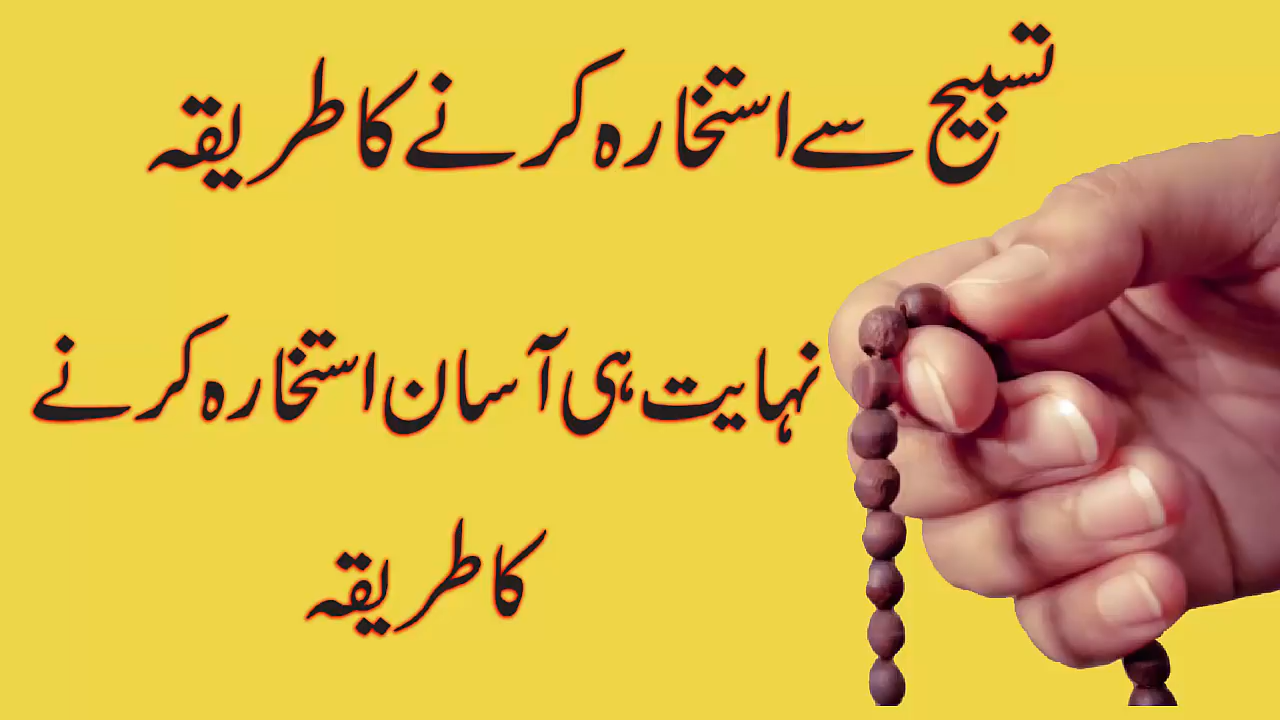 تسبیح سے استخارہ کرنے کا طریقہ
نہایت ہی آسان استخارہ کرنے
کا طریقہ